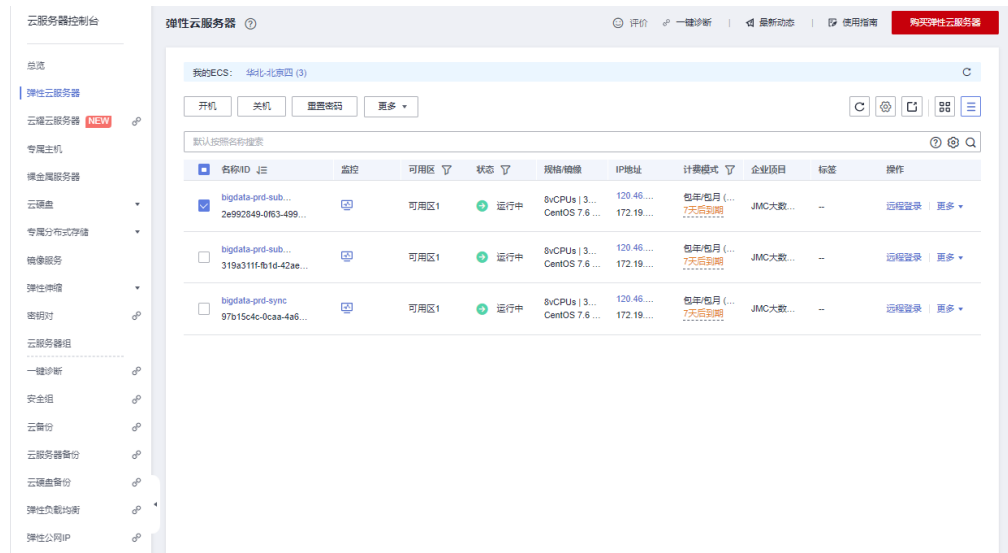 云服务器控制台
弹性云服务器
评价 一键诊断 | 最新动态 | 使用指南 购买弹性云服务器
总览
弹性云服务器
云耀云服务器 NEW
专属主机
裸金属服务器
云硬盘
专属分布式存储
镜像服务
弹性伸缩
密钥对
云服务器组
一键诊断
安全组
云备份
云服务器备份
云硬盘备份
弹性负载均衡
弹性公网IP
我的ECS: 华北-北京四 (3)
开机 关机 重置密码 更多
默认按照名称搜索
名称/ID 监控 可用区 状态 规格/镜像 IP地址 计费模式 企业项目 标签 操作
bigdata-prd-sub... 可用区1 运行中 8vCPUs | 3... 120.46.... 包年/包月 (... JMC大数... -- 远程登录 | 更多
2e992849-0f63-499... CentOS 7.6 ... 172.19.... 7天后到期
bigdata-prd-sub... 可用区1 运行中 8vCPUs | 3... 120.46.... 包年/包月 (... JMC大数... -- 远程登录 | 更多
319a311f-fb1d-42ae... CentOS 7.6 ... 172.19.... 7天后到期
bigdata-prd-sync 可用区1 运行中 8vCPUs | 3... 120.46.... 包年/包月 (... JMC大数... -- 远程登录 | 更多
97b15c4c-0caa-4a6... CentOS 7.6 ... 172.19.... 7天后到期